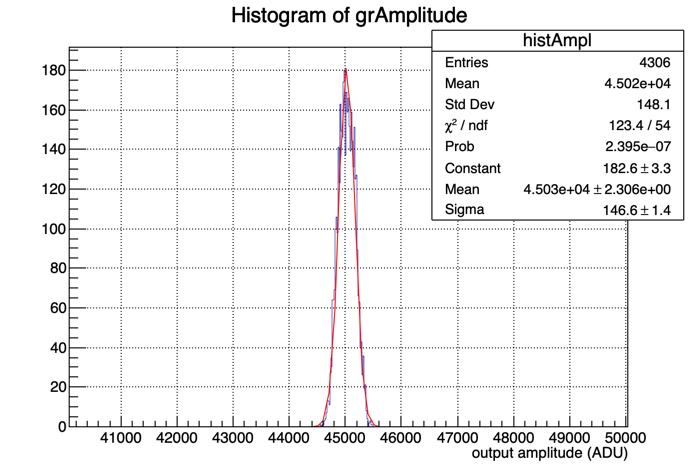 Histogram of grAmplitude
histAmpl
Entries 4306
Mean 4.502e+04
Std Dev 148.1
χ² / ndf 123.4 / 54
Prob 2.395e−07
Constant 182.6 ± 3.3
Mean 4.503e+04 ± 2.306e+00
Sigma 146.6 ± 1.4
180
160
140
120
100
80
60
40
20
0
41000 42000 43000 44000 45000 46000 47000 48000 49000 50000
output amplitude (ADU)